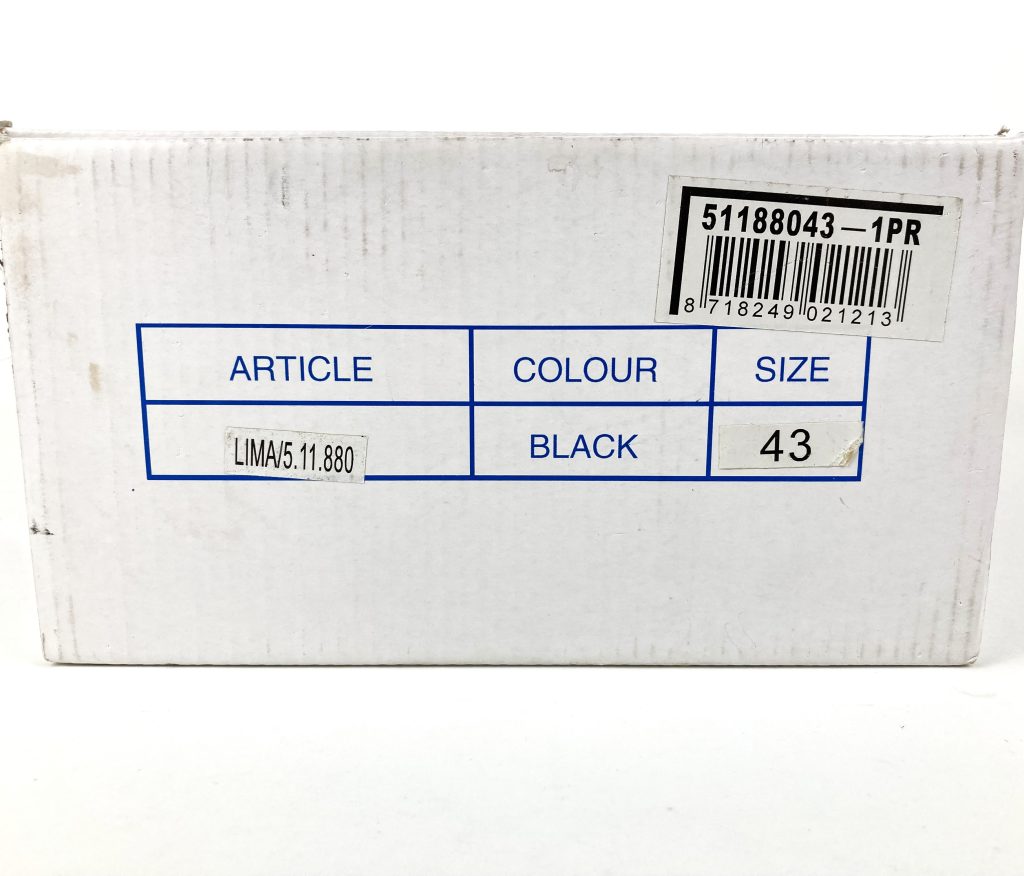 51188043-1PR
8 718249 021213
ARTICLE COLOUR SIZE
LIMA/5.11.880 BLACK 43